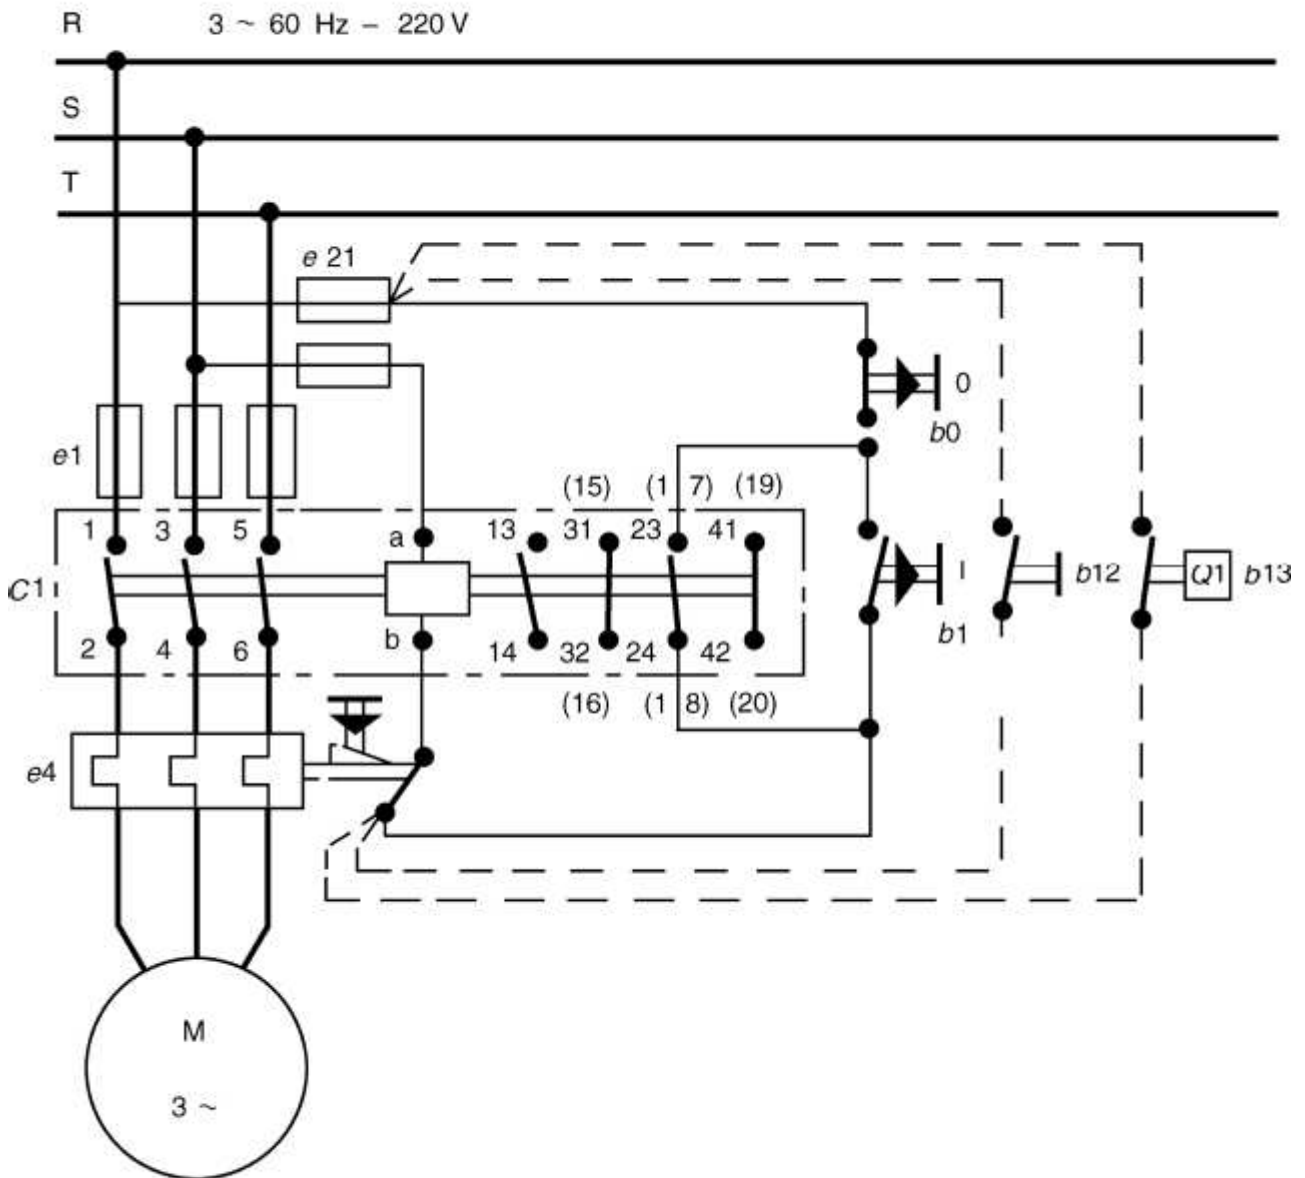 R 3 ~ 60 Hz – 220 V
S
T
e 21
0
b0
e1
(15) (1 7) (19)
1 3 5 a 13 31 23 41
C1 I b12 Q1 b13
2 4 6 b 14 32 24 42 b1
(16) (1 8) (20)
e4
M
3 ~